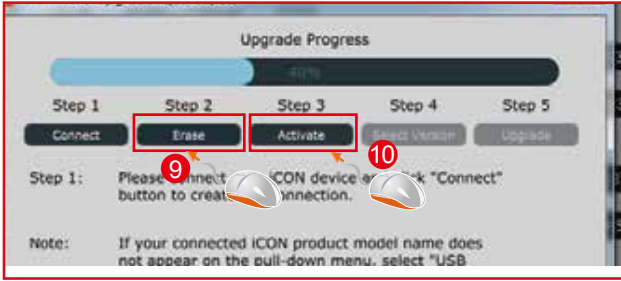 Upgrade Progress
40%
Step 1 Step 2 Step 3 Step 4 Step 5
Connect Erase Activate Select Version Upgrade
9 10
Step 1: Please connect iCON device and click "Connect"
button to create connection.
Note: If your connected iCON product model name does
not appear on the pull-down menu, select "USB